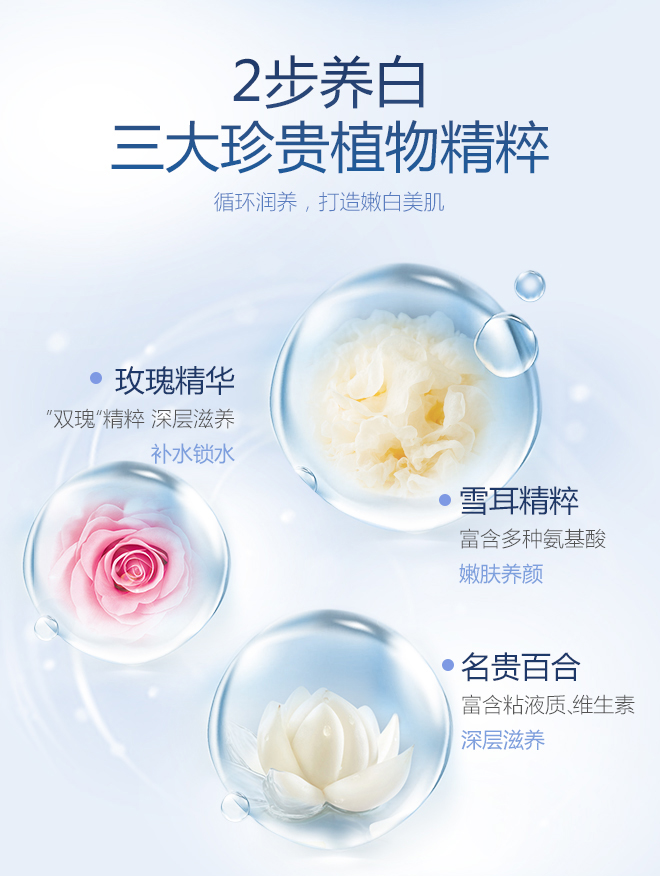 2步养白
三大珍贵植物精粹
循环润养，打造嫩白美肌
玫瑰精华
"双瑰"精粹 深层滋养
补水锁水
雪耳精粹
富含多种氨基酸
嫩肤养颜
名贵百合
富含粘液质、维生素
深层滋养